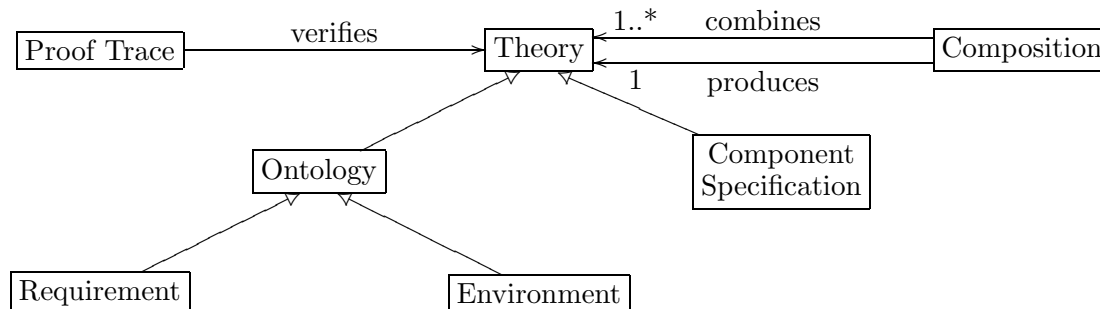 1..*
combines
verifies
Proof Trace
Theory
Composition
1
produces
Component
Specification
Ontology
Requirement
Environment